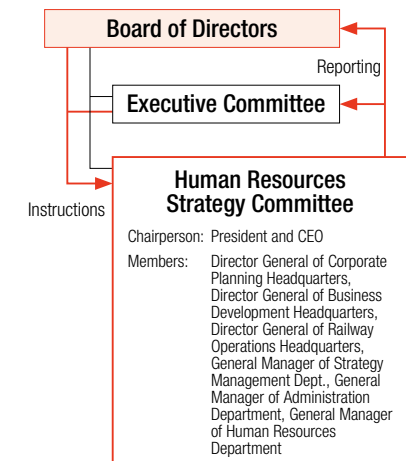 Board of Directors
Reporting
Executive Committee
Instructions
Human Resources
Strategy Committee
Chairperson: President and CEO
Members: Director General of Corporate
Planning Headquarters,
Director General of Business
Development Headquarters,
Director General of Railway
Operations Headquarters,
General Manager of Strategy
Management Dept., General
Manager of Administration
Department, General Manager
of Human Resources
Department